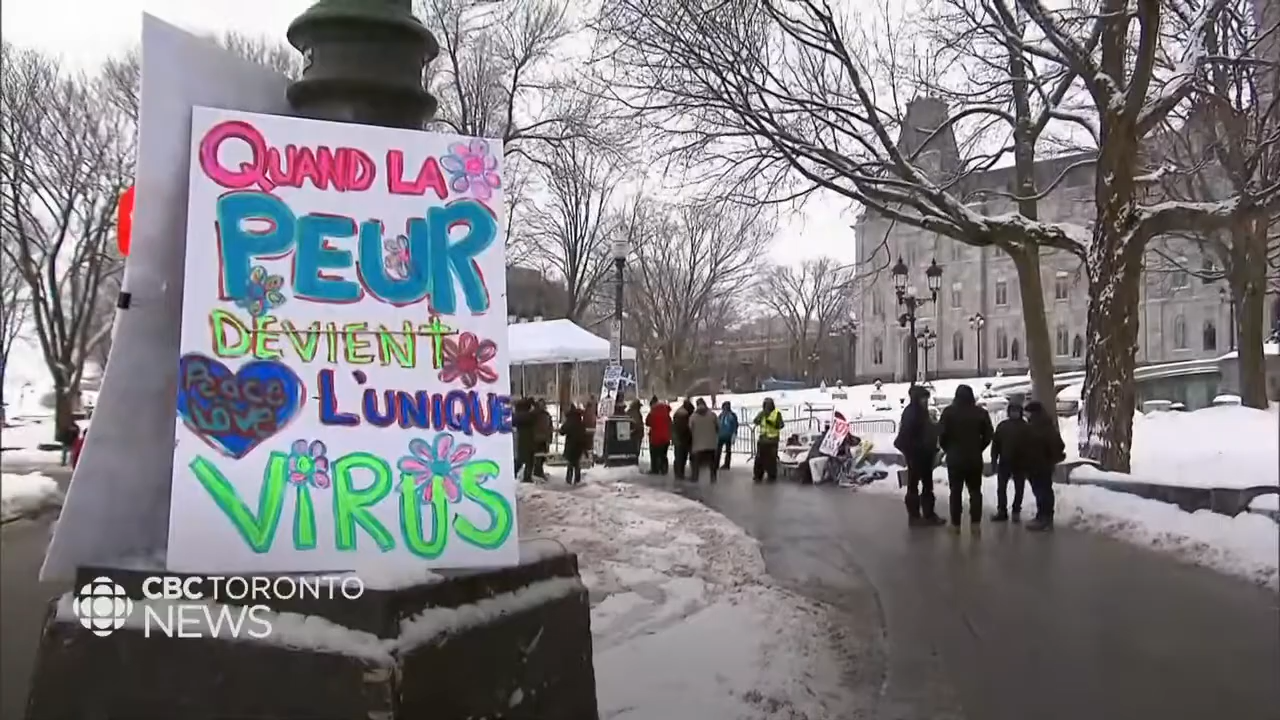 QUAND LA
PEUR
DEVIENT
Peace
Love
L'UNIQUE
VIRUS
CBC TORONTO
NEWS